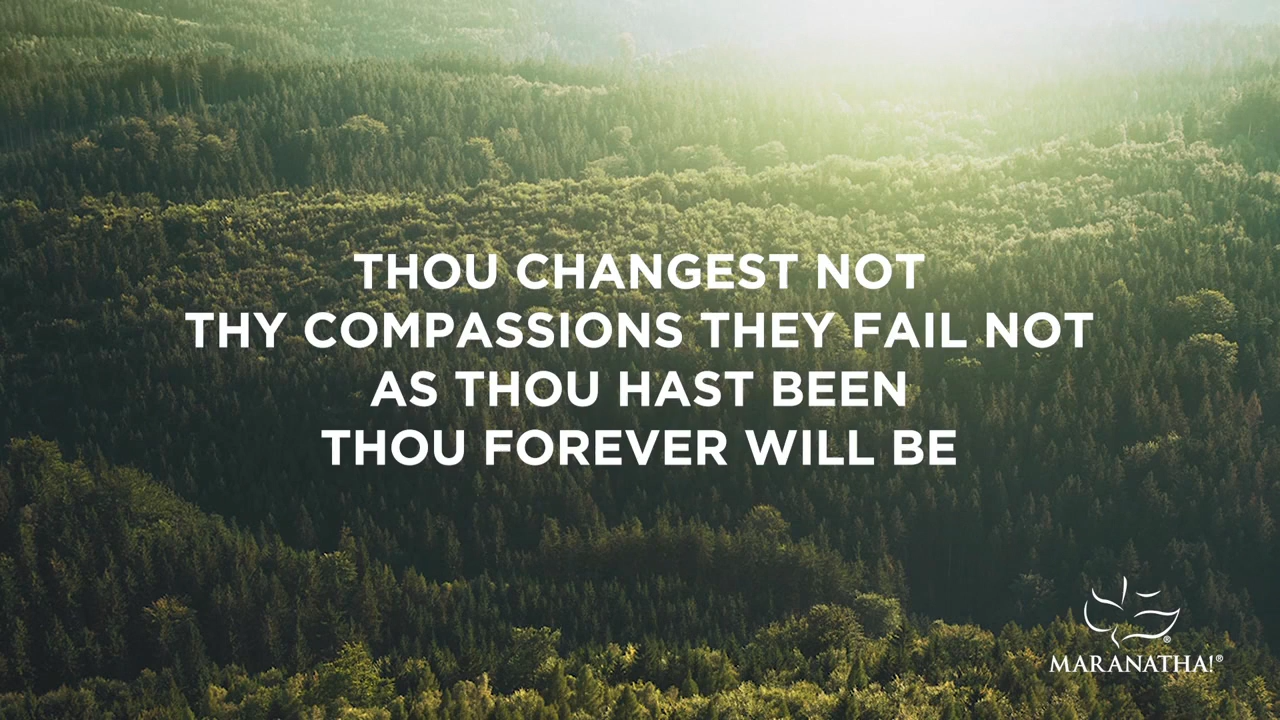 THOU CHANGEST NOT
THY COMPASSIONS THEY FAIL NOT
AS THOU HAST BEEN
THOU FOREVER WILL BE
MARANATHA!®